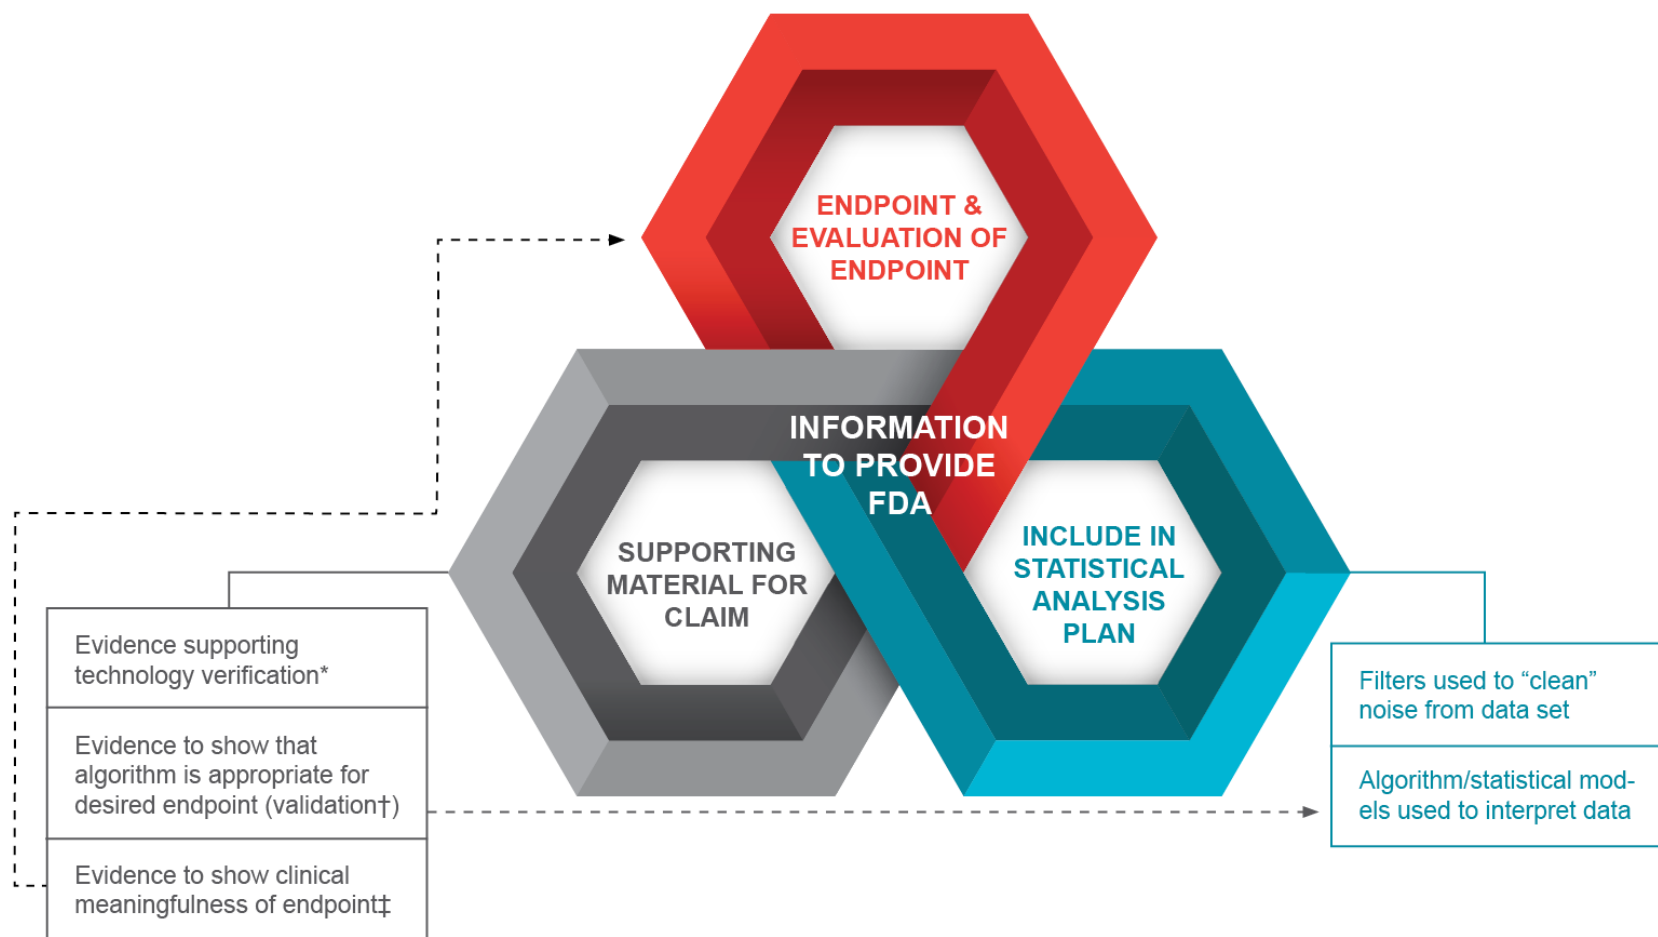 ENDPOINT &
EVALUATION OF
ENDPOINT
INFORMATION
TO PROVIDE
FDA
SUPPORTING
MATERIAL FOR
CLAIM
INCLUDE IN
STATISTICAL
ANALYSIS
PLAN
Evidence supporting
technology verification*
Evidence to show that
algorithm is appropriate for
desired endpoint (validation†)
Evidence to show clinical
meaningfulness of endpoint‡
Filters used to “clean”
noise from data set
Algorithm/statistical mod-
els used to interpret data